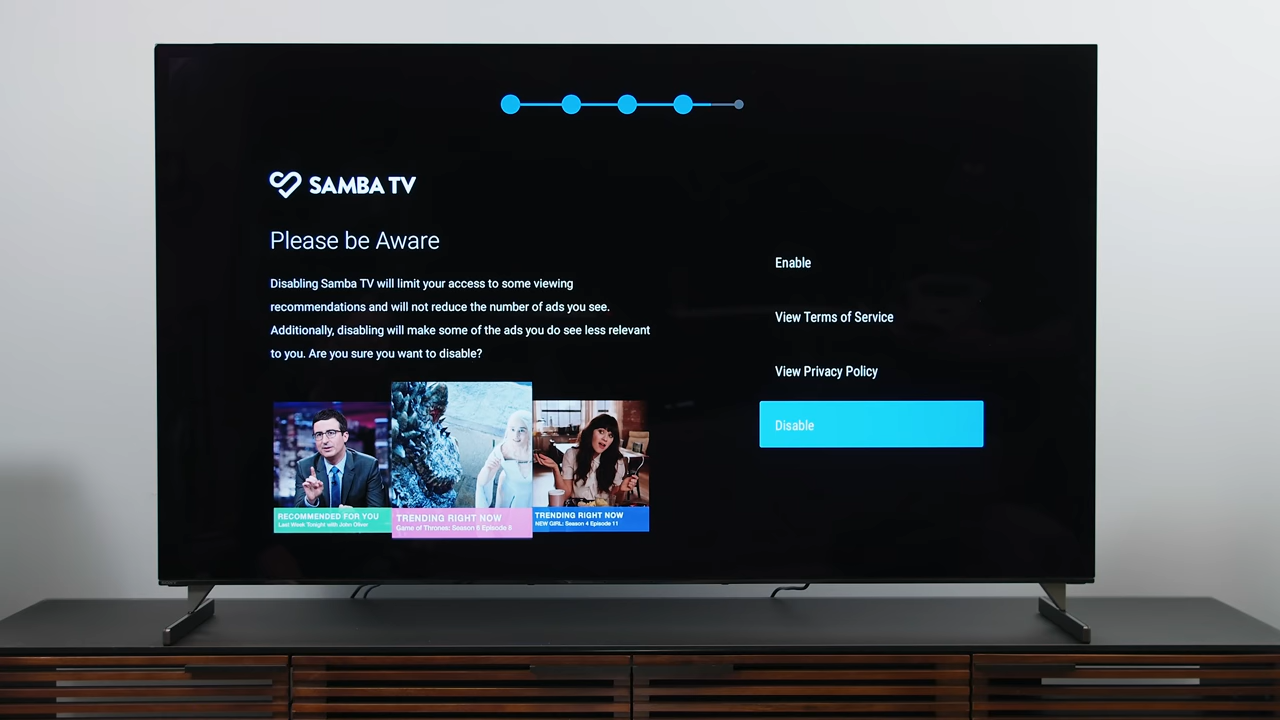 SAMBA TV
Please be Aware
Disabling Samba TV will limit your access to some viewing
recommendations and will not reduce the number of ads you see.
Additionally, disabling will make some of the ads you do see less relevant
to you. Are you sure you want to disable?
RECOMMENDED FOR YOU
Last Week Tonight with John Oliver
TRENDING RIGHT NOW
Game of Thrones: Season 6 Episode 8
TRENDING RIGHT NOW
NEW GIRL: Season 4 Episode 11
Enable
View Terms of Service
View Privacy Policy
Disable